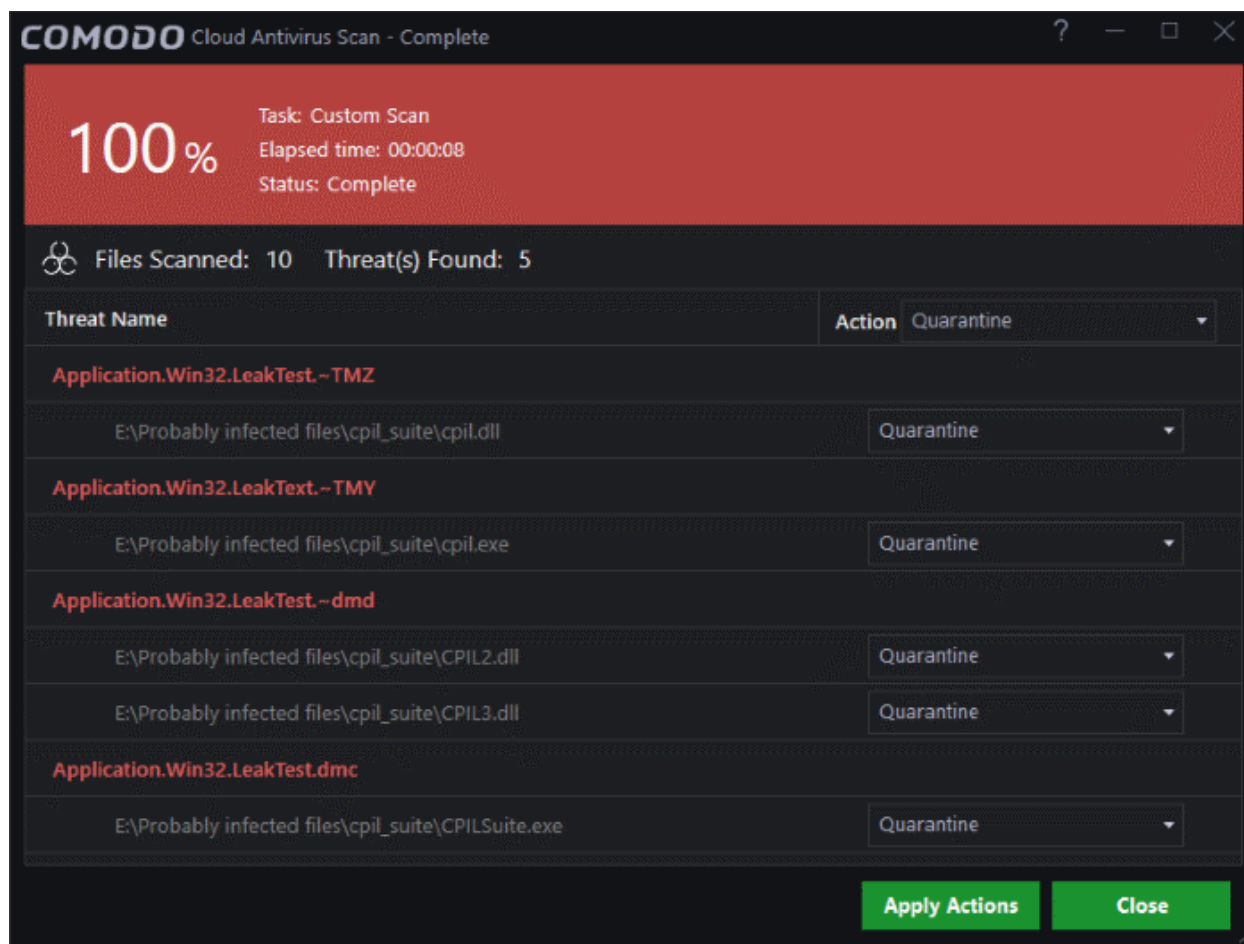 COMODO Cloud Antivirus Scan - Complete
?
100%
Task: Custom Scan
Elapsed time: 00:00:08
Status: Complete
Files Scanned: 10 Threat(s) Found: 5
Threat Name Action Quarantine
Application.Win32.LeakTest.~TMZ
E:\Probably infected files\cpil_suite\cpil.dll Quarantine
Application.Win32.LeakText.~TMY
E:\Probably infected files\cpil_suite\cpil.exe Quarantine
Application.Win32.LeakTest.~dmd
E:\Probably infected files\cpil_suite\CPIL2.dll Quarantine
E:\Probably infected files\cpil_suite\CPIL3.dll Quarantine
Application.Win32.LeakTest.dmc
E:\Probably infected files\cpil_suite\CPILSuite.exe Quarantine
Apply Actions Close